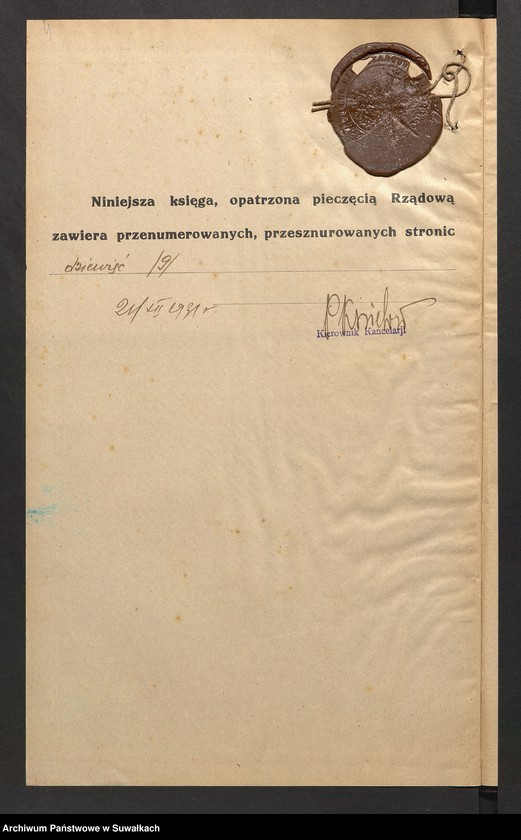 Niniejsza księga, opatrzona pieczęcią Rządową
zawiera przenumerowanych, przesznurowanych stronic
dziewięć /9/
21/XII 1931 r
Kierownik Kancelarji
Archiwum Państwowe w Suwałkach